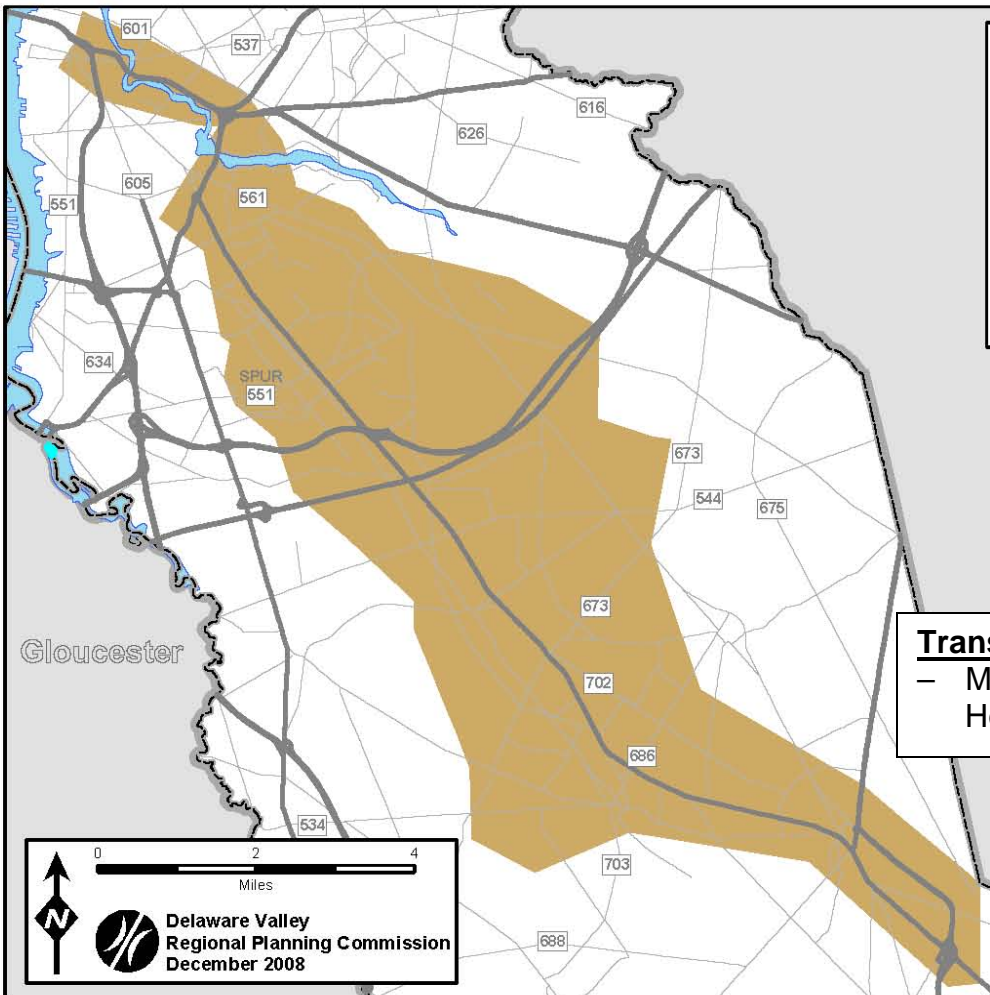 601
537
616
626
605
561
551
634
SPUR
551
673
544
675
673
Gloucester
702
686
534
703
688
0 2 4
Miles
N
Delaware Valley
Regional Planning Commission
December 2008
Trans
– M
H